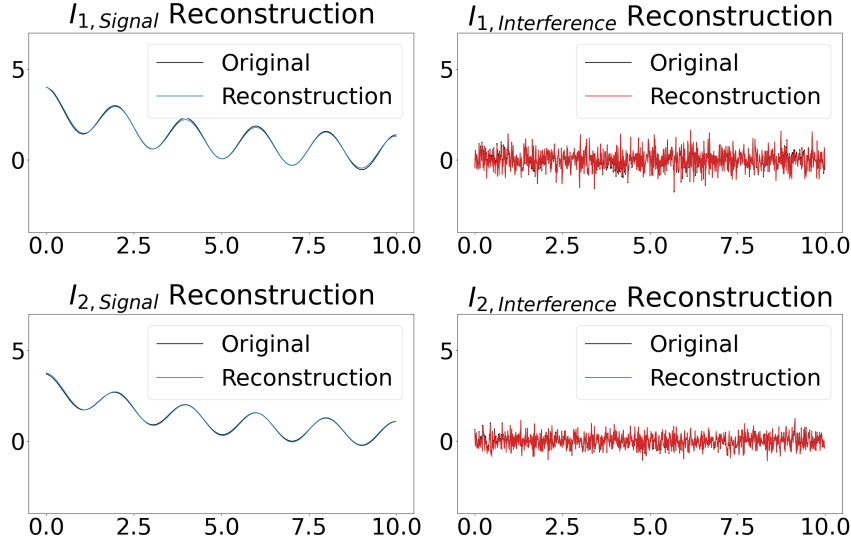 I1, Signal Reconstruction
Original
Reconstruction
5
0
0.0 2.5 5.0 7.5 10.0
I1, Interference Reconstruction
Original
Reconstruction
5
0
0.0 2.5 5.0 7.5 10.0
I2, Signal Reconstruction
Original
Reconstruction
5
0
0.0 2.5 5.0 7.5 10.0
I2, Interference Reconstruction
Original
Reconstruction
5
0
0.0 2.5 5.0 7.5 10.0